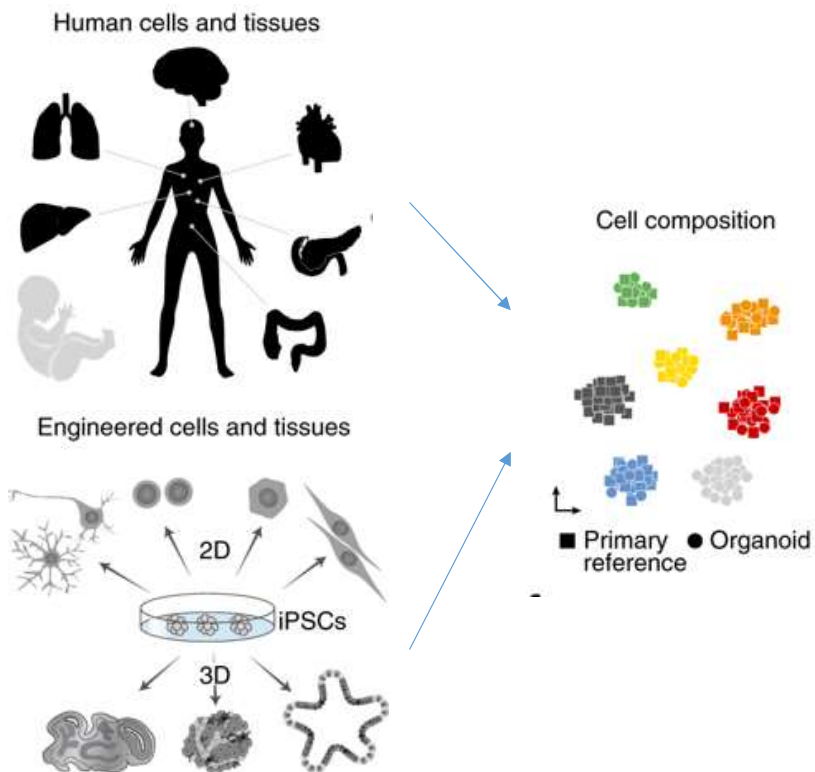 Human cells and tissues
Engineered cells and tissues
2D
iPSCs
3D
Cell composition
Primary
reference
Organoid